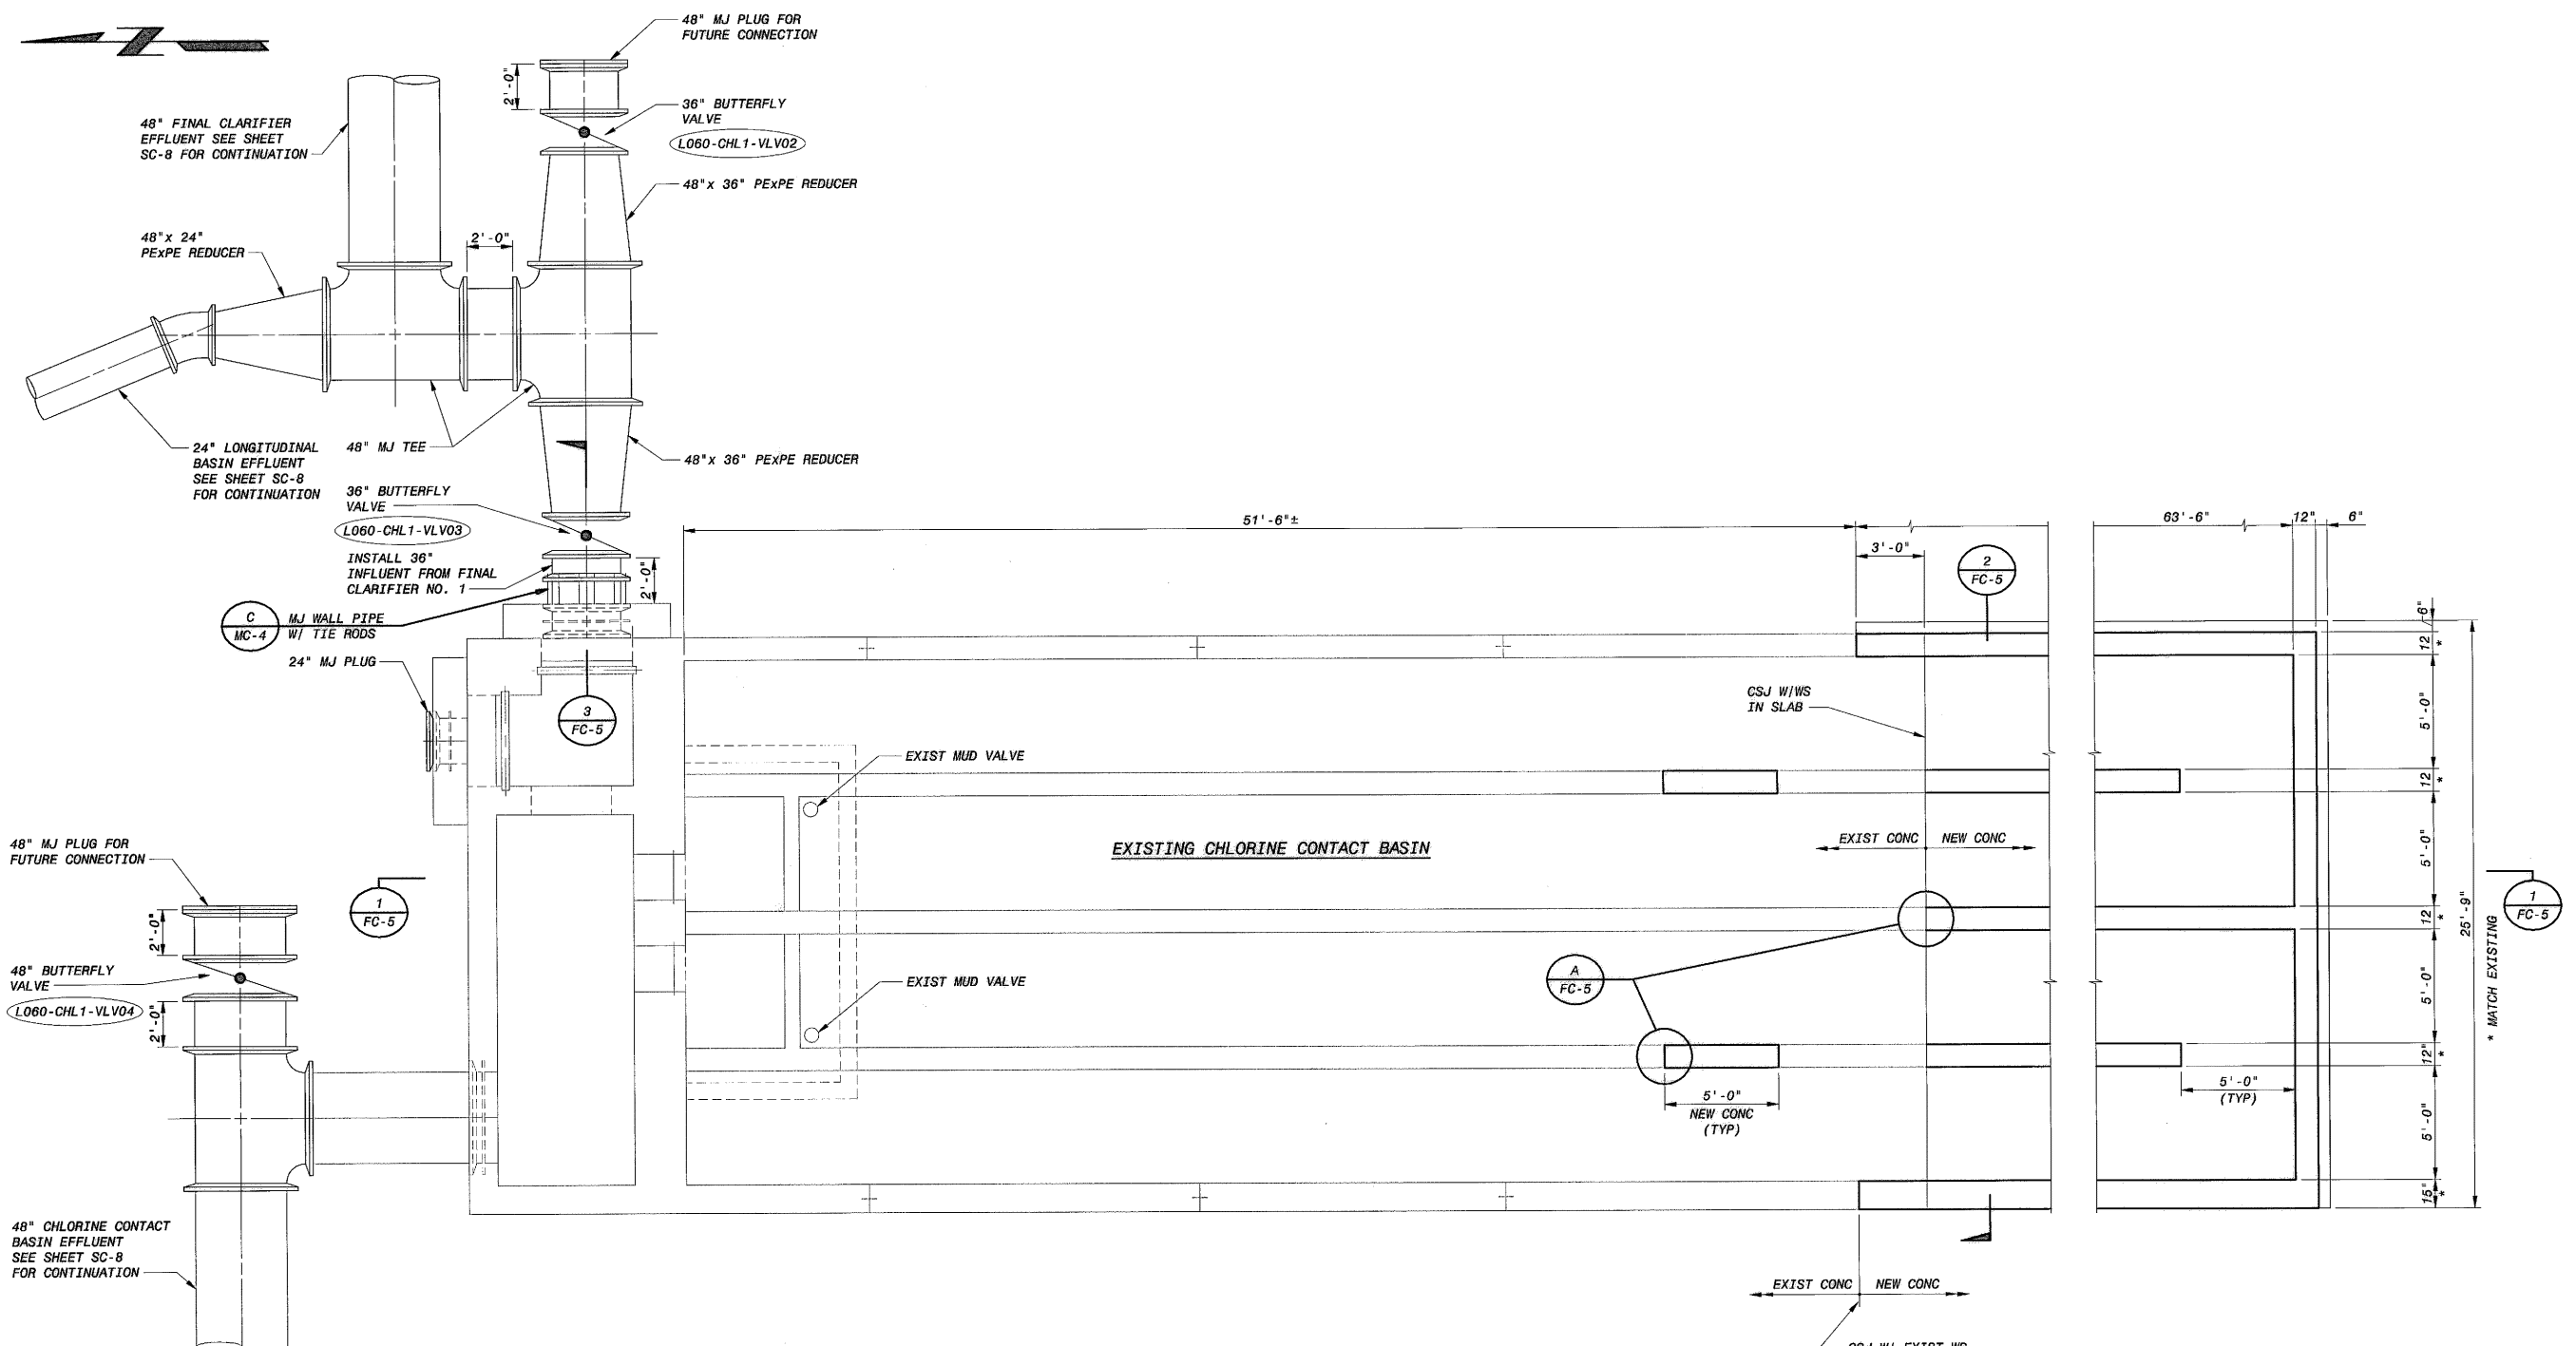 48" MJ PLUG FOR
FUTURE CONNECTION
2'-0"
36" BUTTERFLY
VALVE
L060-CHL1-VLV02
48" FINAL CLARIFIER
EFFLUENT SEE SHEET
SC-8 FOR CONTINUATION
48"x 36" PExPE REDUCER
48"x 24"
PExPE REDUCER
2'-0"
24" LONGITUDINAL
BASIN EFFLUENT
SEE SHEET SC-8
FOR CONTINUATION
48" MJ TEE
48"x 36" PExPE REDUCER
36" BUTTERFLY
VALVE
L060-CHL1-VLV03
INSTALL 36"
INFLUENT FROM FINAL
CLARIFIER NO. 1
2'-0"
C
MC-4
MJ WALL PIPE
W/ TIE RODS
24" MJ PLUG
3
FC-5
51'-6"±
63'-6"
12"
6"
3'-0"
2
FC-5
CSJ W/WS
IN SLAB
6"
12
*
5'-0"
12
*
5'-0"
12
*
5'-0"
12"
*
5'-0"
15"
*
25'-9"
* MATCH EXISTING
1
FC-5
EXIST MUD VALVE
EXISTING CHLORINE CONTACT BASIN
EXIST CONC
NEW CONC
EXIST MUD VALVE
A
FC-5
5'-0"
NEW CONC
(TYP)
5'-0"
(TYP)
48" MJ PLUG FOR
FUTURE CONNECTION
1
FC-5
2'-0"
48" BUTTERFLY
VALVE
L060-CHL1-VLV04
2'-0"
48" CHLORINE CONTACT
BASIN EFFLUENT
SEE SHEET SC-8
FOR CONTINUATION
EXIST CONC
NEW CONC